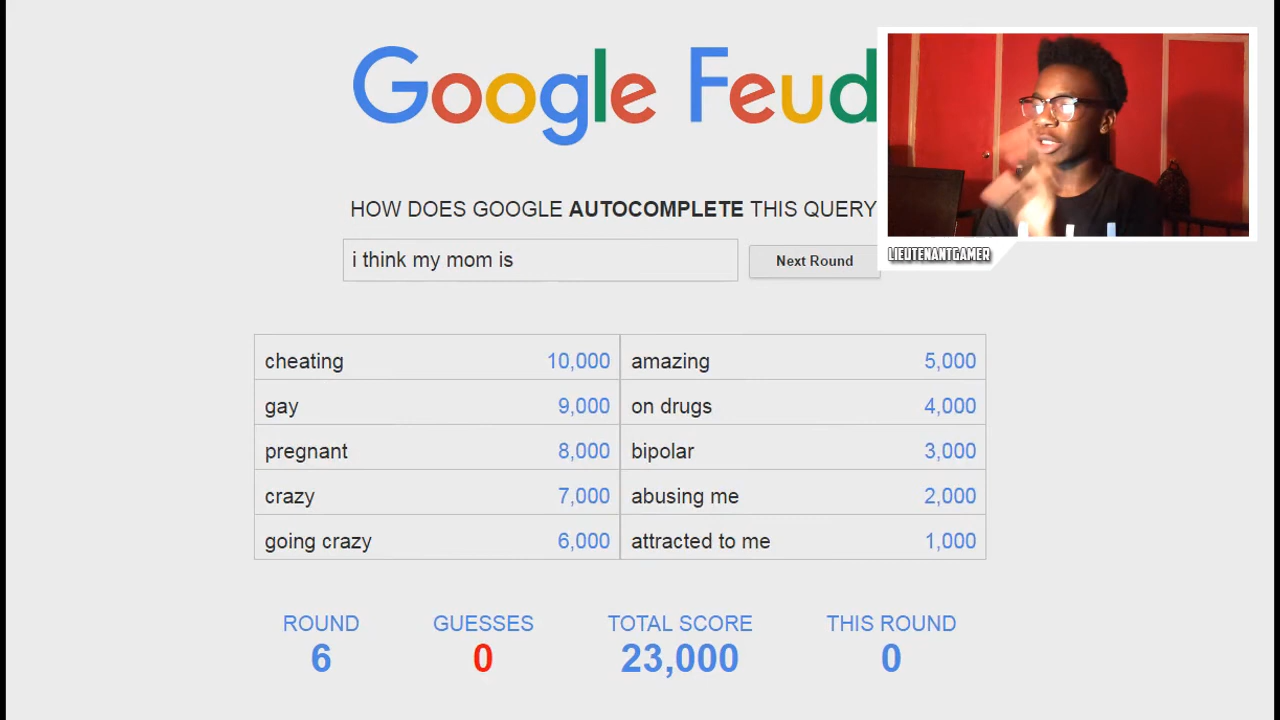 Google Feud
HOW DOES GOOGLE AUTOCOMPLETE THIS QUERY
i think my mom is
Next Round
LIEUTENANTGAMER
cheating 10,000
amazing 5,000
gay 9,000
on drugs 4,000
pregnant 8,000
bipolar 3,000
crazy 7,000
abusing me 2,000
going crazy 6,000
attracted to me 1,000
ROUND GUESSES TOTAL SCORE THIS ROUND
6 0 23,000 0